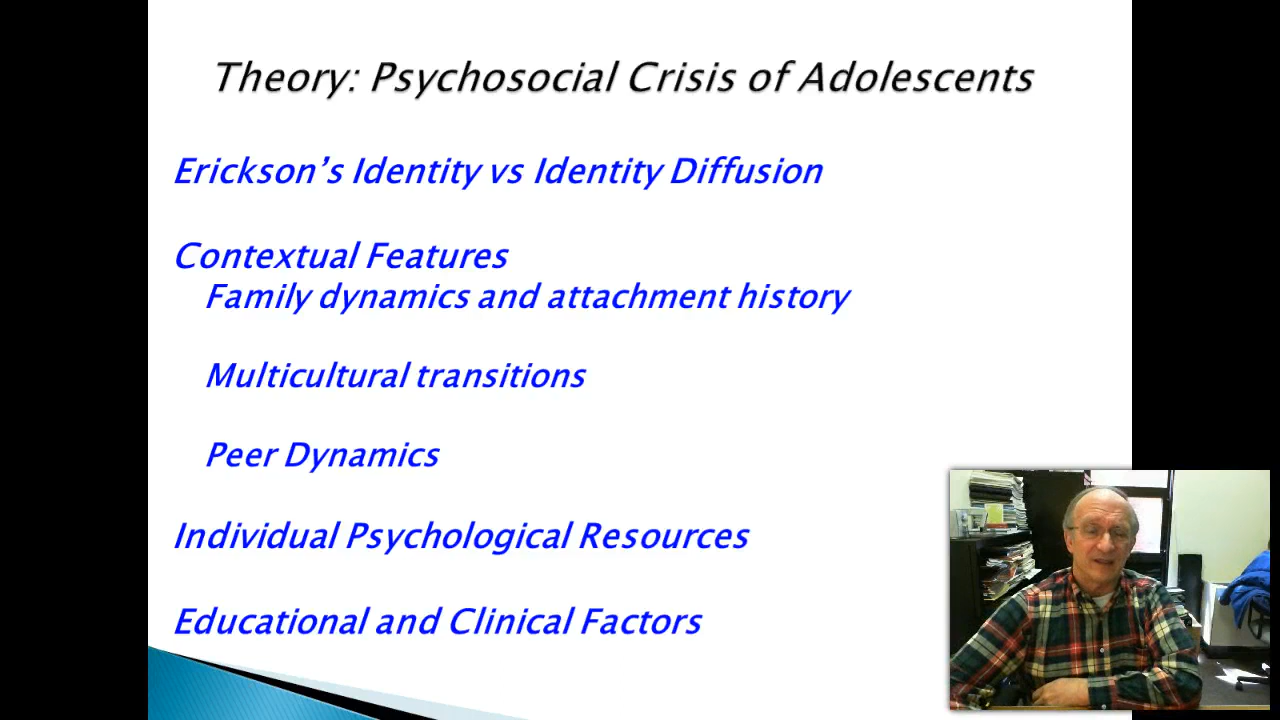 Theory: Psychosocial Crisis of Adolescents
Erickson’s Identity vs Identity Diffusion
Contextual Features
Family dynamics and attachment history
Multicultural transitions
Peer Dynamics
Individual Psychological Resources
Educational and Clinical Factors